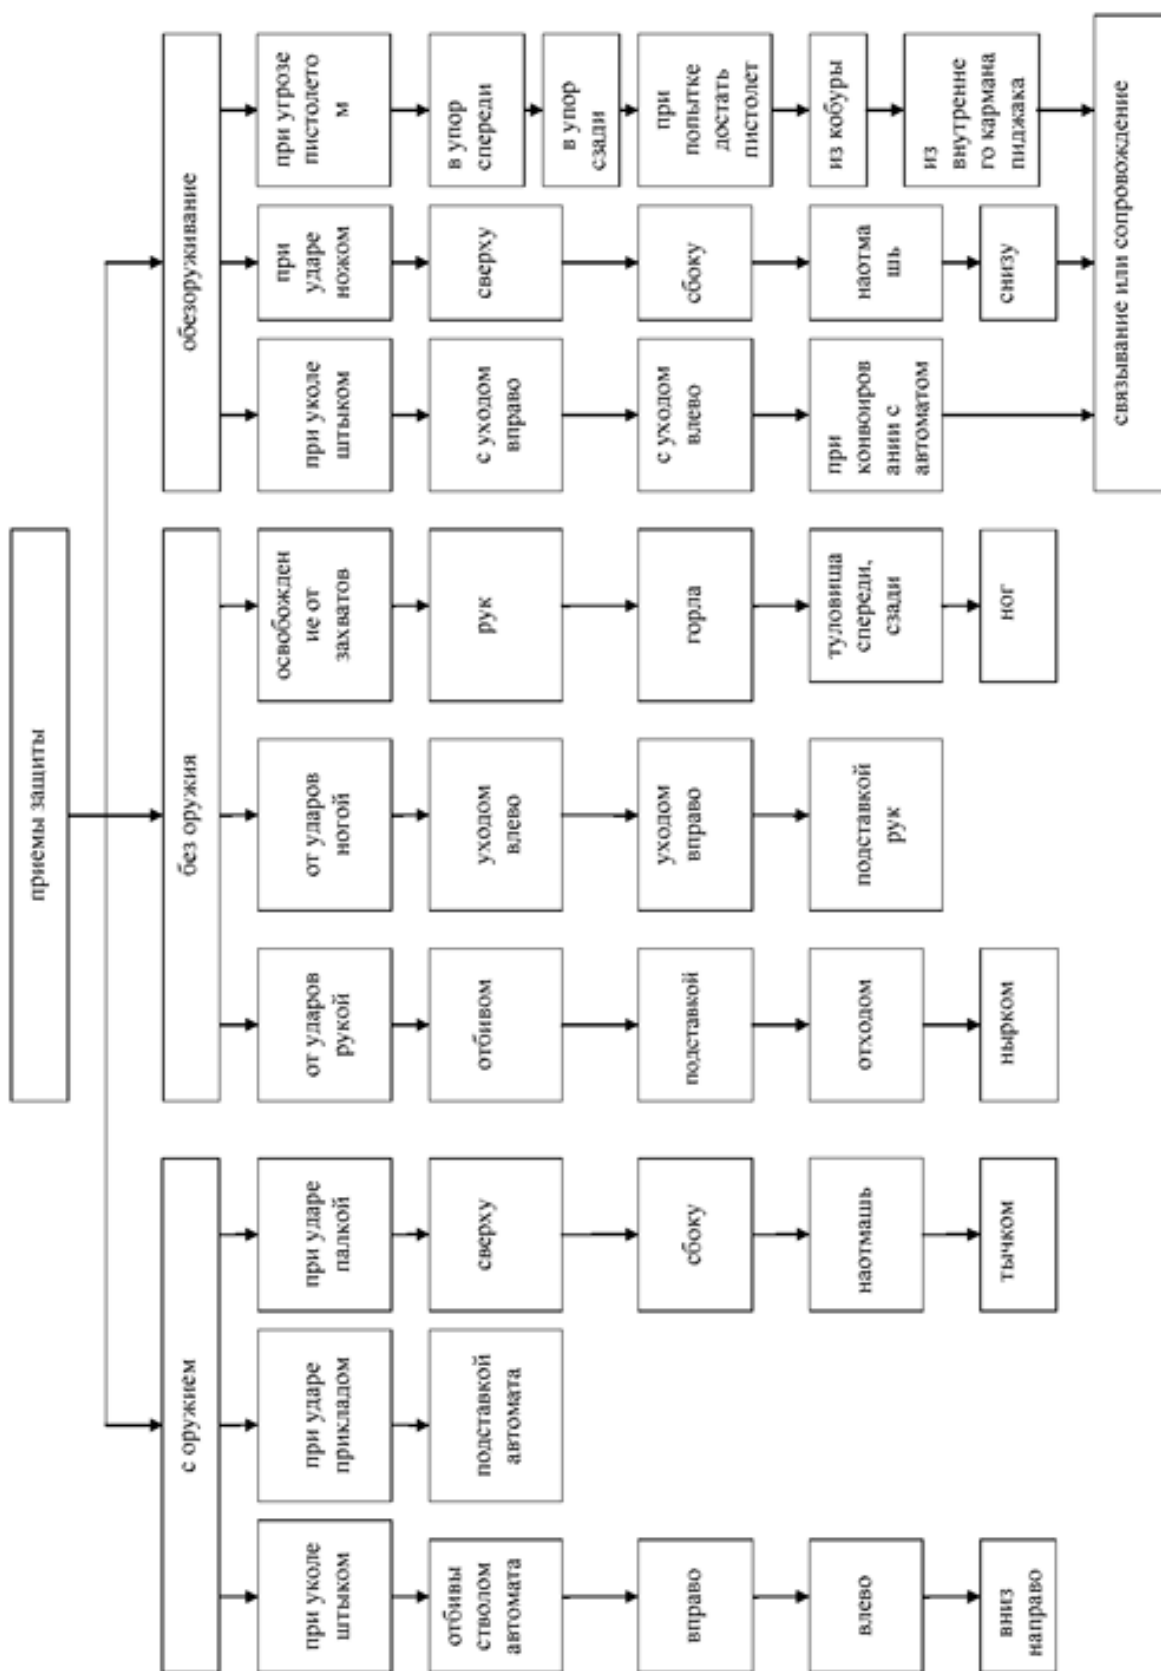 приемы защиты
с оружием
без оружия
обезоруживание
при уколе
штыком
при ударе
прикладом
при ударе
палкой
от ударов
рукой
от ударов
ногой
освобожден
ие от
захватов
при уколе
штыком
при
ударе
ножом
при угрозе
пистолето
м
отбивы
стволом
автомата
подставкой
автомата
сверху
отбивом
уходом
влево
рук
с уходом
вправо
сверху
в упор
спереди
в упор
сзади
вправо
сбоку
подставкой
уходом
вправо
горла
с уходом
влево
сбоку
при
попытке
достать
пистолет
влево
наотмашь
отходом
подставкой
рук
туловища
спереди,
сзади
при
конвоиров
ании с
автоматом
наотма
шь
из кобуры
вниз
направо
тычком
нырком
ног
снизу
из
внутренне
го кармана
пиджака
связывание или сопровождение